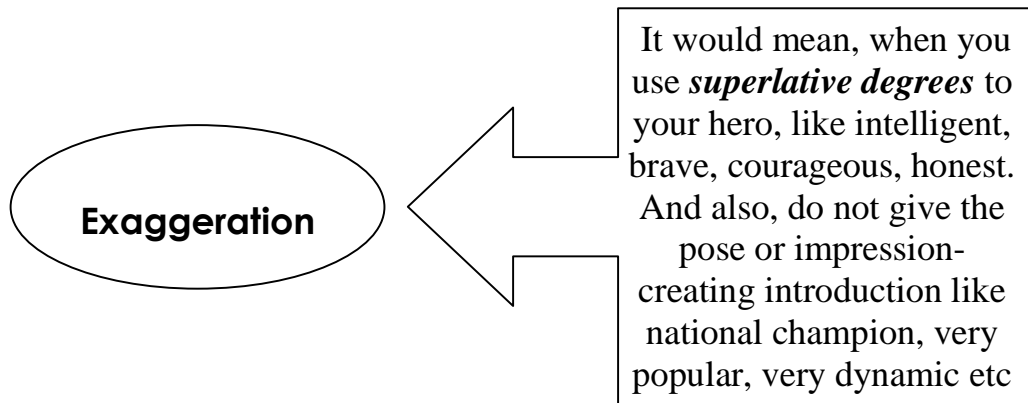 Exaggeration
It would mean, when you
use superlative degrees to
your hero, like intelligent,
brave, courageous, honest.
And also, do not give the
pose or impression-
creating introduction like
national champion, very
popular, very dynamic etc